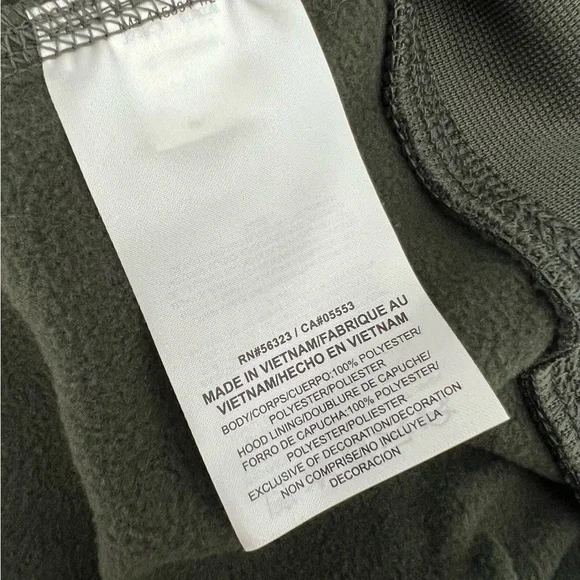 RN#56323 / CA#05553
MADE IN VIETNAM/FABRIQUE AU
VIETNAM/HECHO EN VIETNAM
BODY/CORPS/CUERPO:100% POLYESTER/
POLYESTER/POLIESTER
HOOD LINING/DOUBLURE DE CAPUCHE/
FORRO DE CAPUCHA-100% POLYESTER/
POLYESTER/POLIESTER
EXCLUSIVE OF DECORATION/DECORATION
NON COMPRISE/NO INCLUYE LA
DECORACION